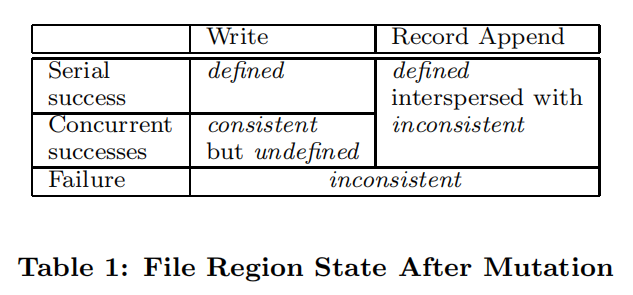 Write Record Append
Serial defined defined
success interspersed with
Concurrent consistent inconsistent
successes but undefined
Failure inconsistent
Table 1: File Region State After Mutation